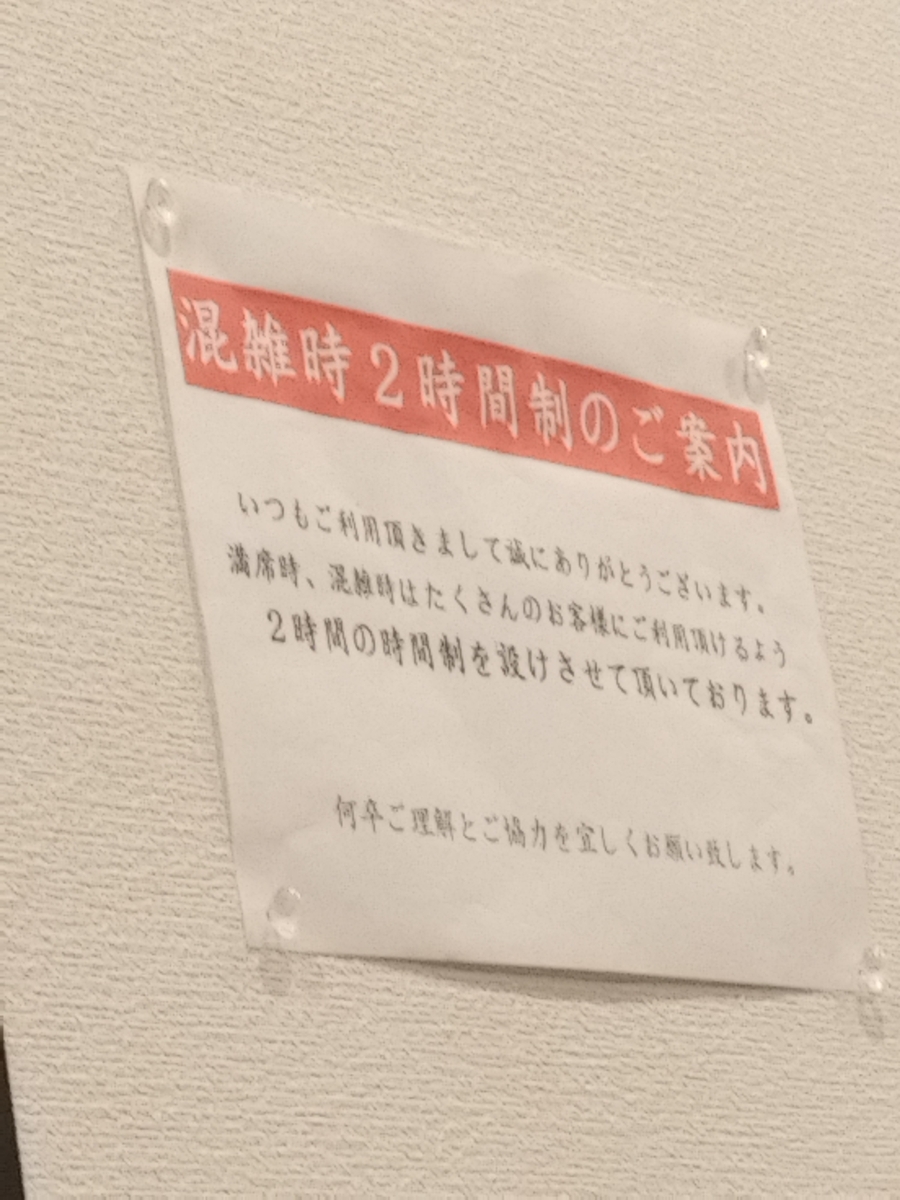 混雑時２時間制のご案内
いつもご利用頂きまして誠にありがとうございます。
満席時、混雑時はたくさんのお客様にご利用頂けるよう
２時間の時間制を設けさせて頂いております。
何卒ご理解とご協力を宜しくお願い致します。